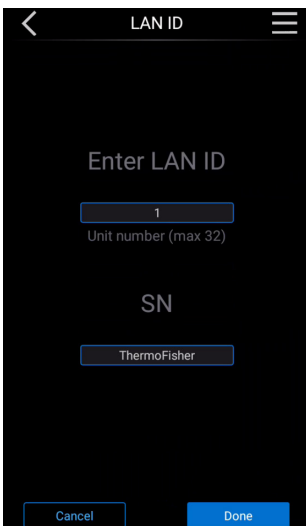 LAN ID
Enter LAN ID
1
Unit number (max 32)
SN
ThermoFisher
Cancel Done